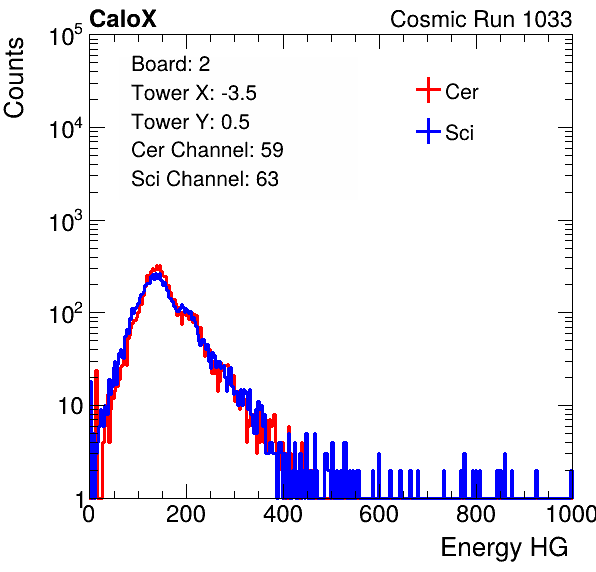 CaloX Cosmic Run 1033
Counts
10^5
10^4
10^3
10^2
10
1
Board: 2
Tower X: -3.5
Tower Y: 0.5
Cer Channel: 59
Sci Channel: 63
Cer
Sci
0 200 400 600 800 1000
Energy HG